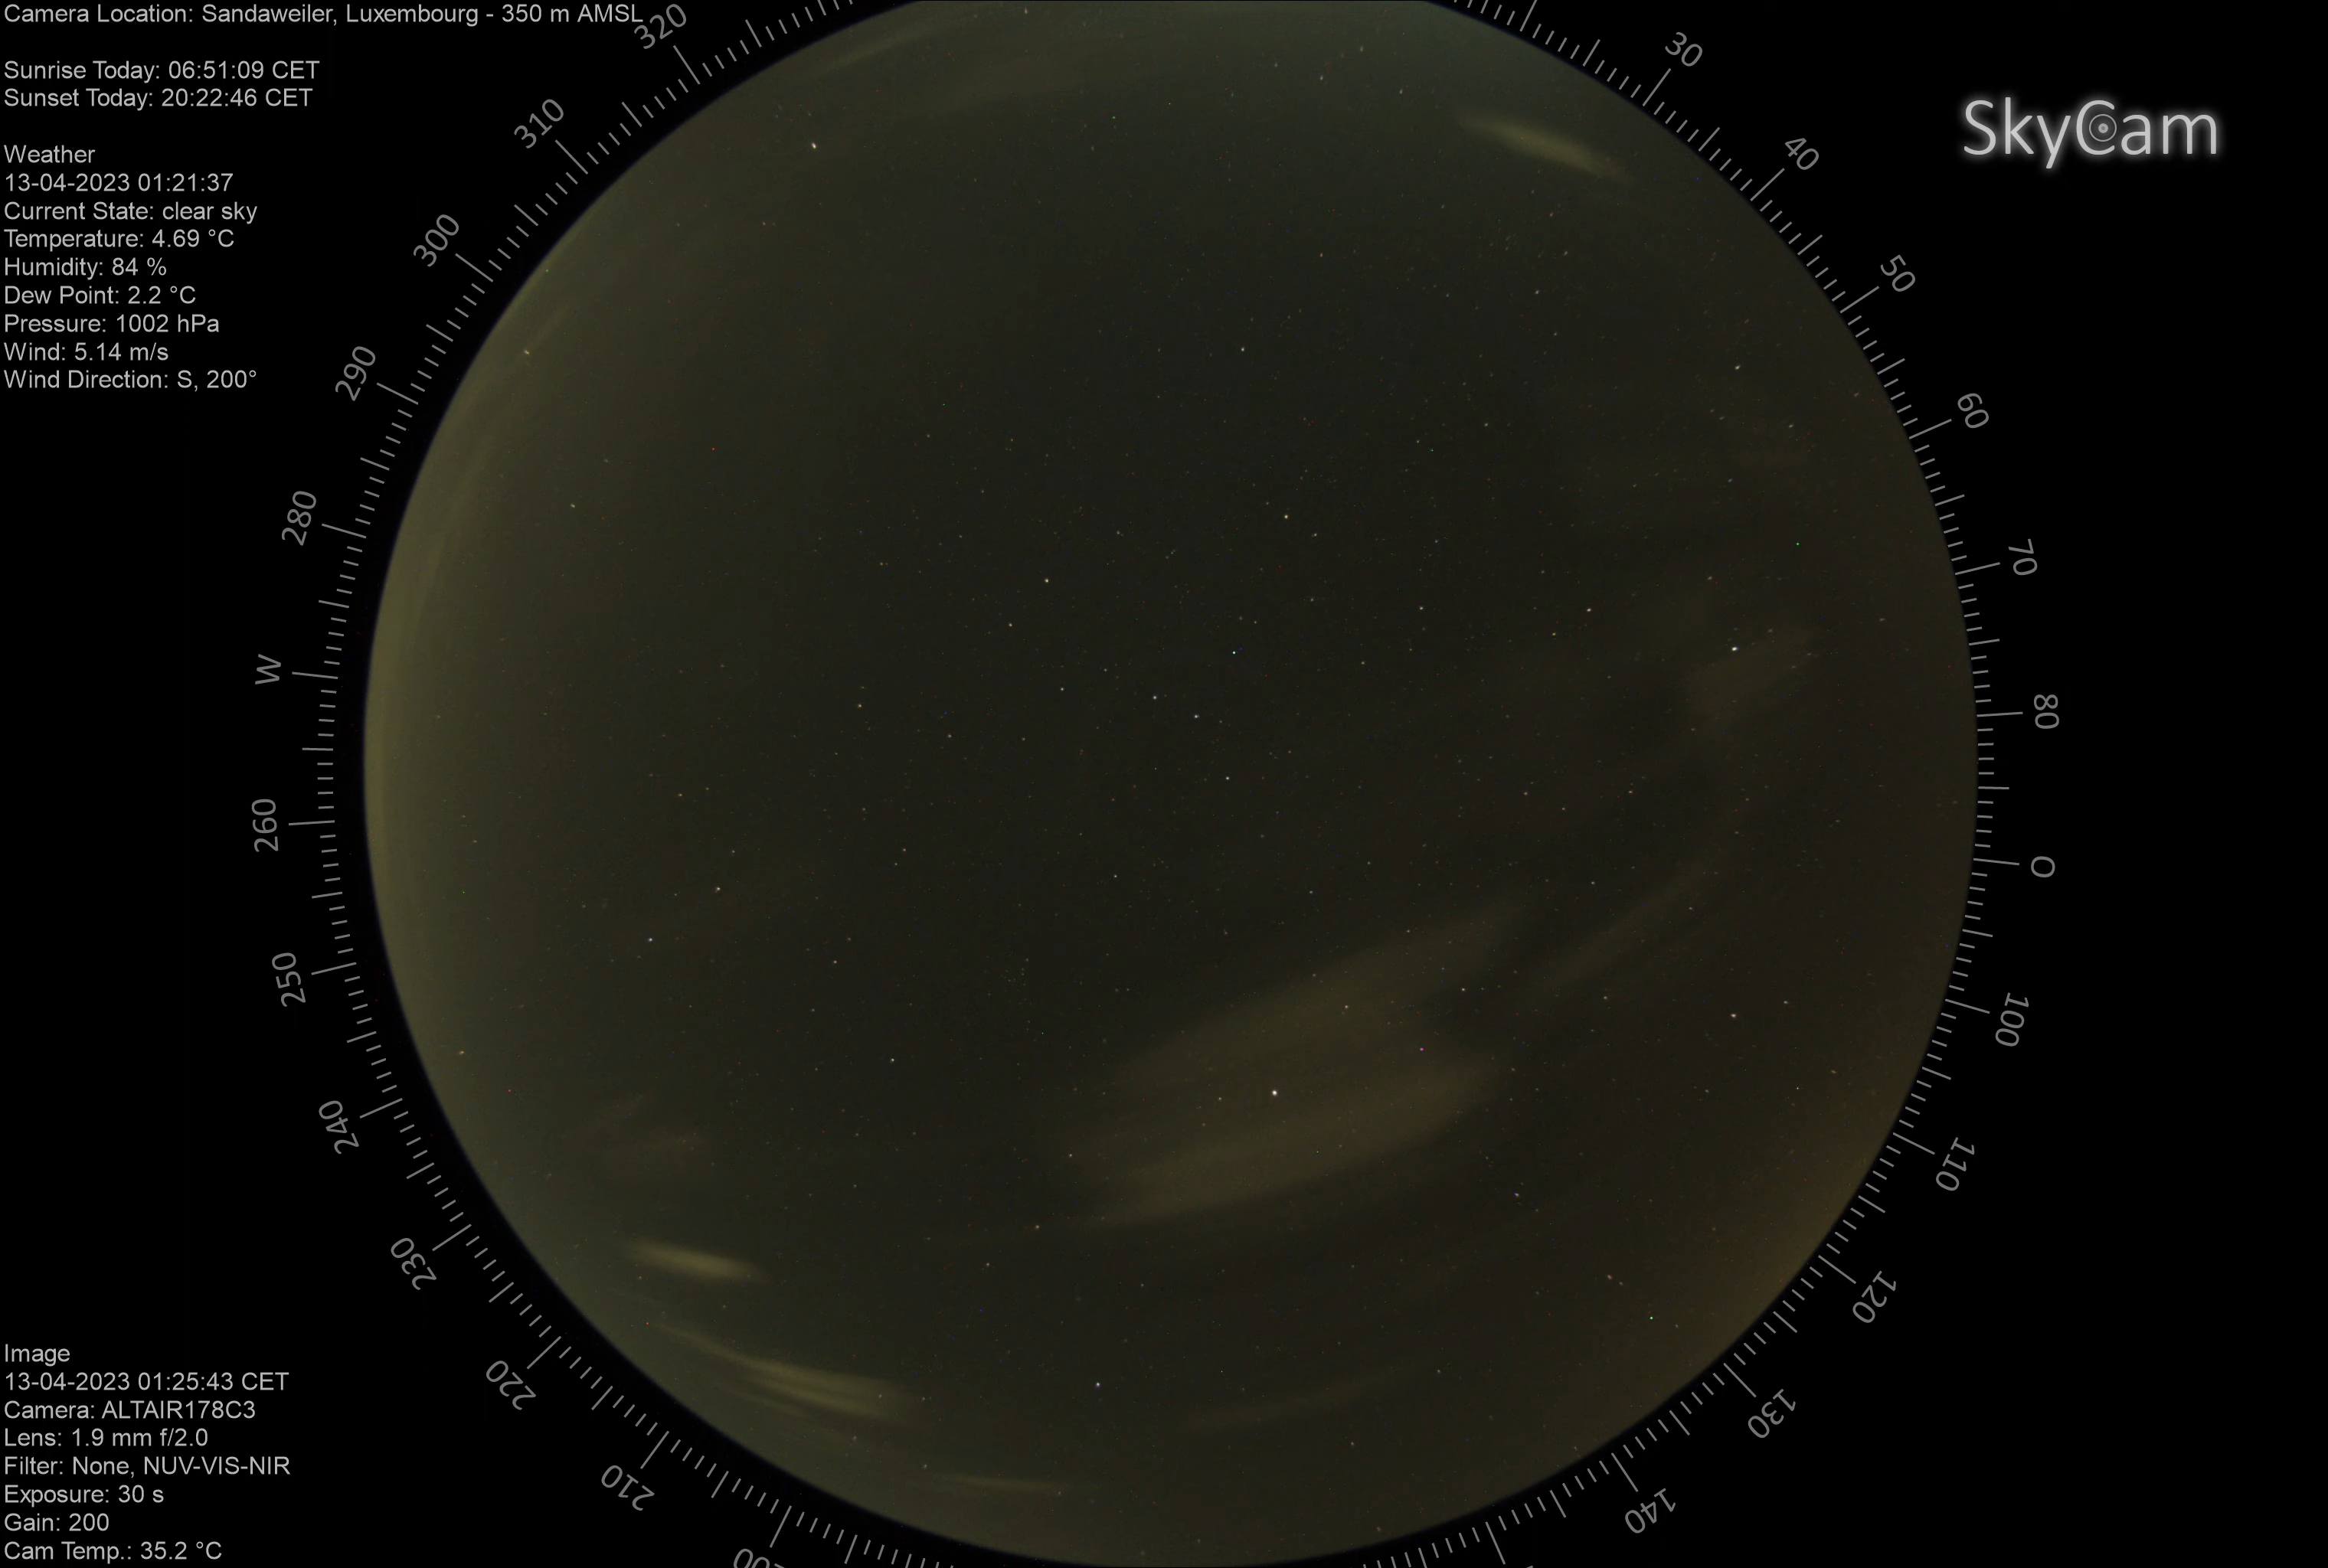 Camera Location: Sandaweiler, Luxembourg - 350 m AMSL
Sunrise Today: 06:51:09 CET
Sunset Today: 20:22:46 CET
Weather
13-04-2023 01:21:37
Current State: clear sky
Temperature: 4.69 °C
Humidity: 84 %
Dew Point: 2.2 °C
Pressure: 1002 hPa
Wind: 5.14 m/s
Wind Direction: S, 200°
SkyCam
320
310
300
290
280
W
260
250
240
230
220
210
200
30
40
50
60
70
80
O
100
110
120
130
140
Image
13-04-2023 01:25:43 CET
Camera: ALTAIR178C3
Lens: 1.9 mm f/2.0
Filter: None, NUV-VIS-NIR
Exposure: 30 s
Gain: 200
Cam Temp.: 35.2 °C